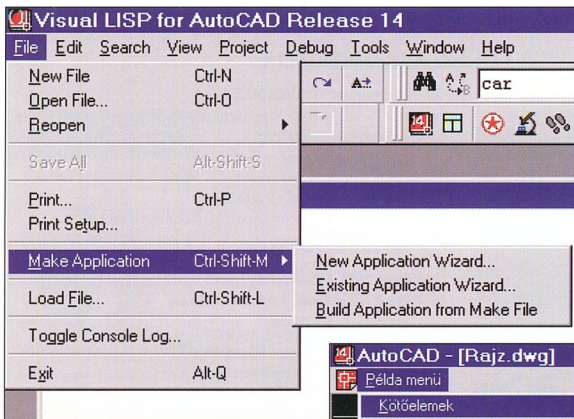 Visual LISP for AutoCAD Release 14
File Edit Search View Project Debug Tools Window Help
New File Ctrl-N
Open File... Ctrl-O
Reopen
car
Save All Alt-Shift-S
Print... Ctrl-P
Print Setup...
Make Application Ctrl-Shift-M
New Application Wizard...
Existing Application Wizard...
Build Application from Make File
Load File... Ctrl-Shift-L
Toggle Console Log...
Exit Alt-Q
AutoCAD - [Rajz.dwg]
Példa menü
Kötőelemek